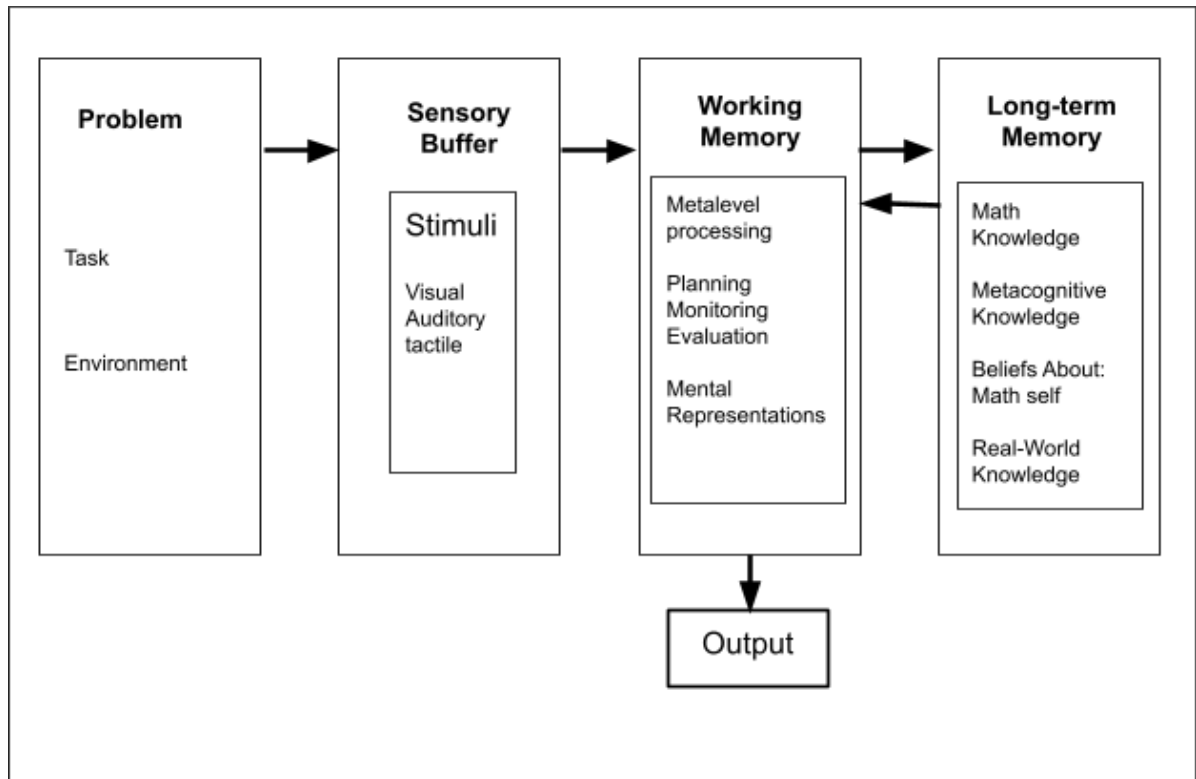 Problem
Task
Environment
Sensory
Buffer
Stimuli
Visual
Auditory
tactile
Working
Memory
Metalevel
processing
Planning
Monitoring
Evaluation
Mental
Representations
Long-term
Memory
Math
Knowledge
Metacognitive
Knowledge
Beliefs About:
Math self
Real-World
Knowledge
Output